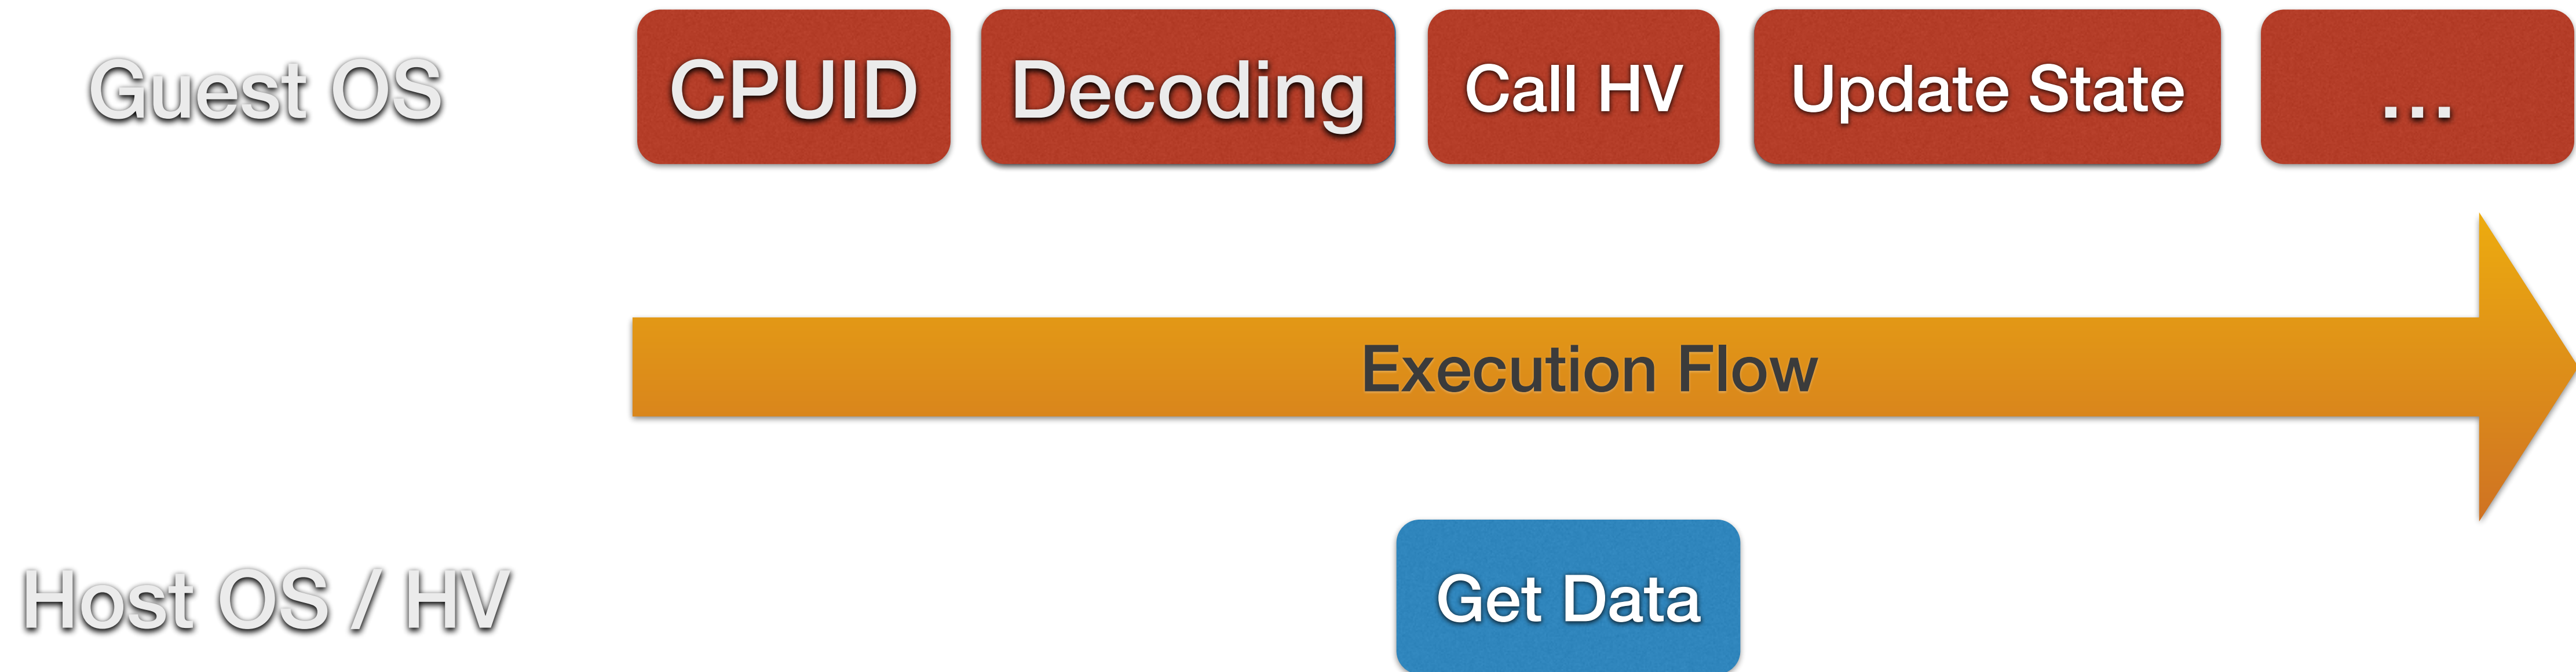 Guest OS
CPUID
Decoding
Call HV
Update State
...
Execution Flow
Host OS / HV
Get Data